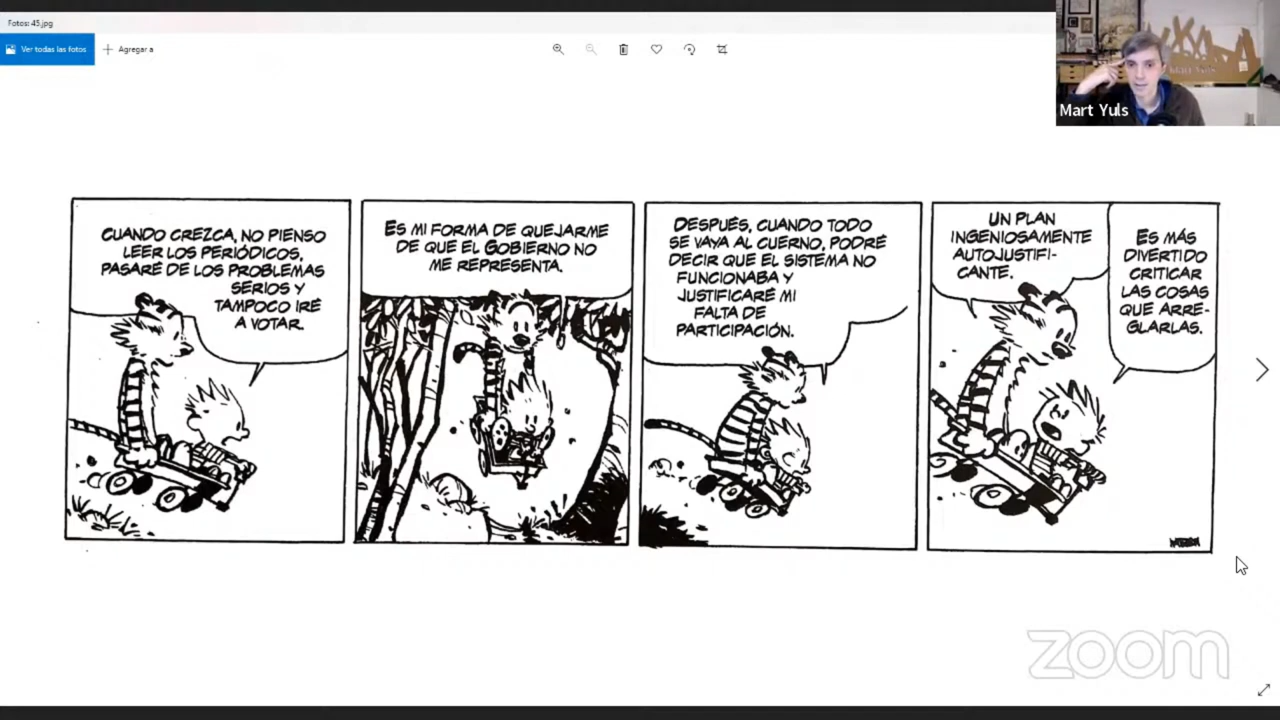 Fotos: 45.jpg
Ver todas las fotos
Agregar a
Mart Yuls
CUANDO CREZCA, NO PIENSO
LEER LOS PERIÓDICOS,
PASARÉ DE LOS PROBLEMAS
SERIOS Y
TAMPOCO IRÉ
A VOTAR.
ES MI FORMA DE QUEJARME
DE QUE EL GOBIERNO NO
ME REPRESENTA.
DESPUÉS, CUANDO TODO
SE VAYA AL CUERNO, PODRÉ
DECIR QUE EL SISTEMA NO
FUNCIONABA Y
JUSTIFICARÉ MI
FALTA DE
PARTICIPACIÓN.
UN PLAN
INGENIOSAMENTE
AUTOJUSTIFI-
CANTE.
ES MÁS
DIVERTIDO
CRITICAR
LAS COSAS
QUE ARRE-
GLARLAS.
zoom